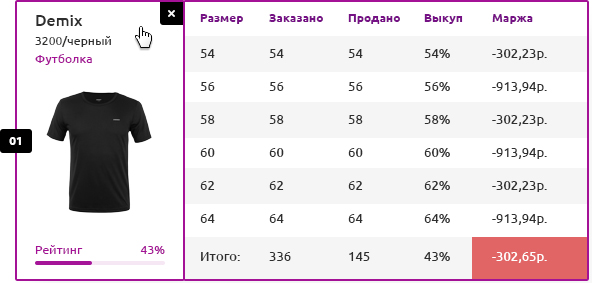 Demix
3200/черный
Футболка
×
01
Рейтинг 43%
Размер Заказано Продано Выкуп Маржа
54 54 54 54% -302,23р.
56 56 56 56% -913,94р.
58 58 58 58% -302,23р.
60 60 60 60% -913,94р.
62 62 62 62% -302,23р.
64 64 64 64% -913,94р.
Итого: 336 145 43% -302,65р.